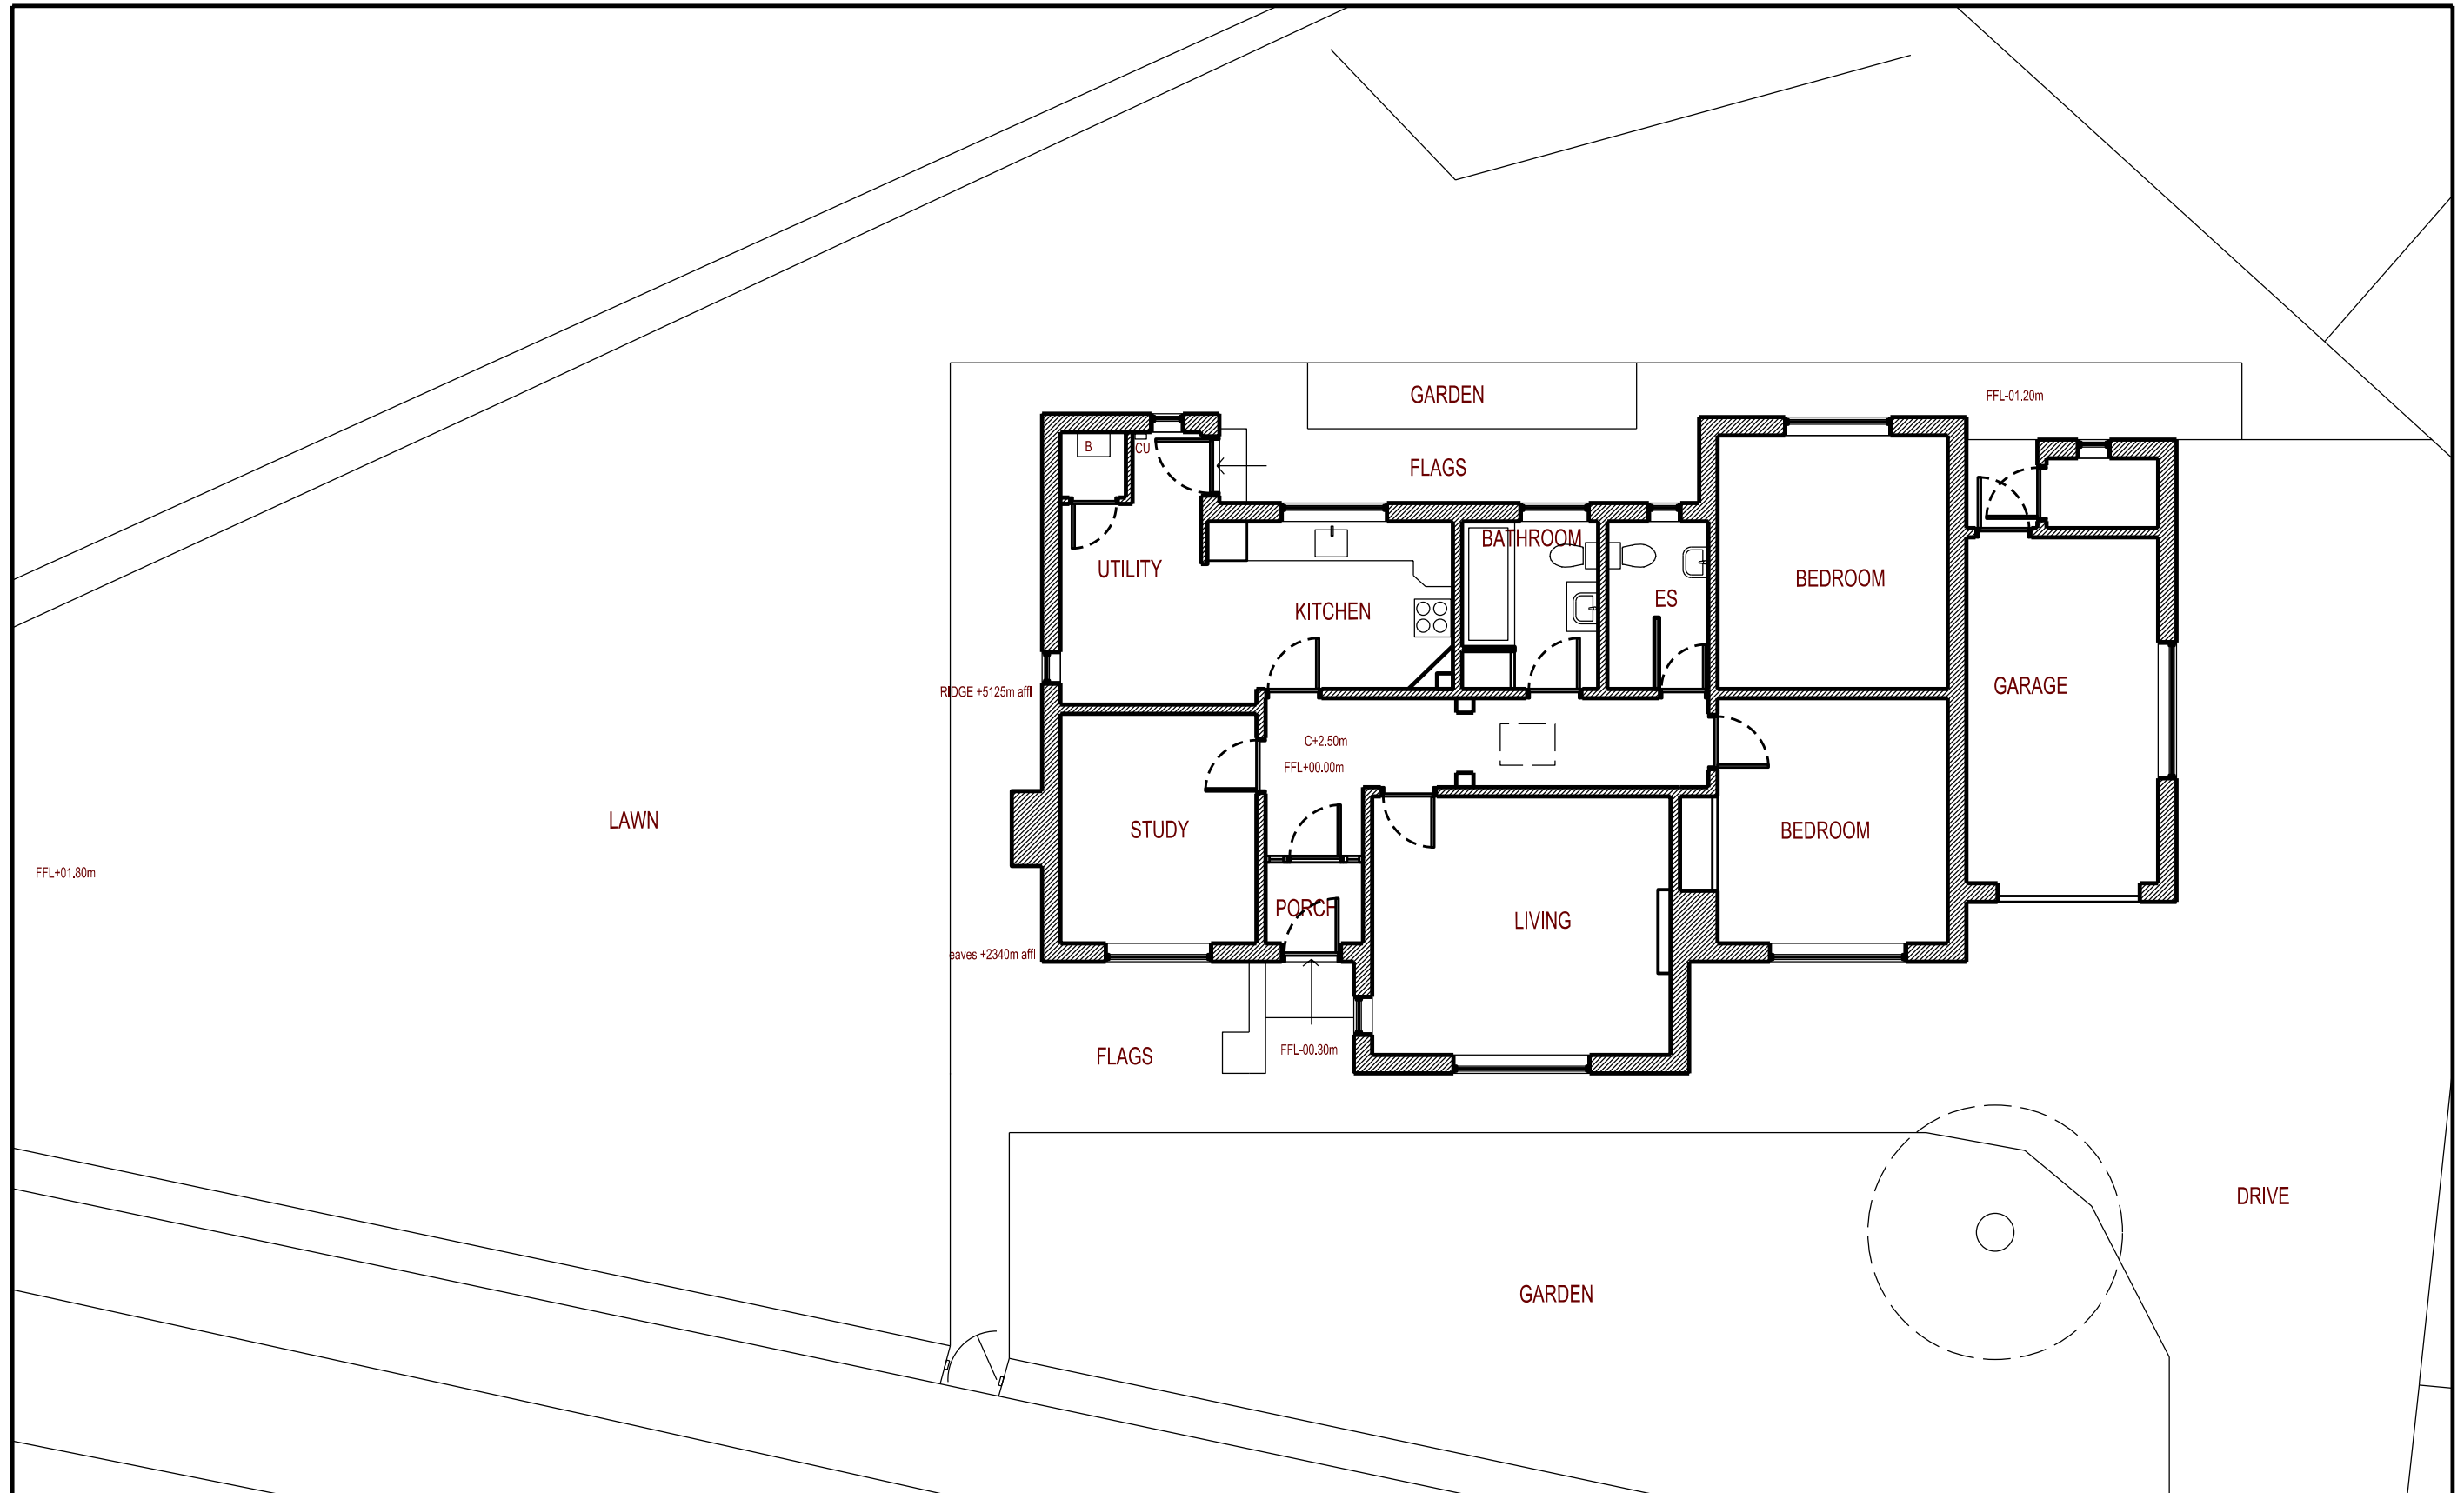 GARDEN
FFL-01.20m
B
CU
FLAGS
BATHROOM
UTILITY
BEDROOM
ES
KITCHEN
GARAGE
RIDGE +5125m affl
C+2.50m
FFL+00.00m
LAWN
STUDY
BEDROOM
FFL+01.80m
PORCH
LIVING
eaves +2340m affl
FLAGS
FFL-00.30m
DRIVE
GARDEN